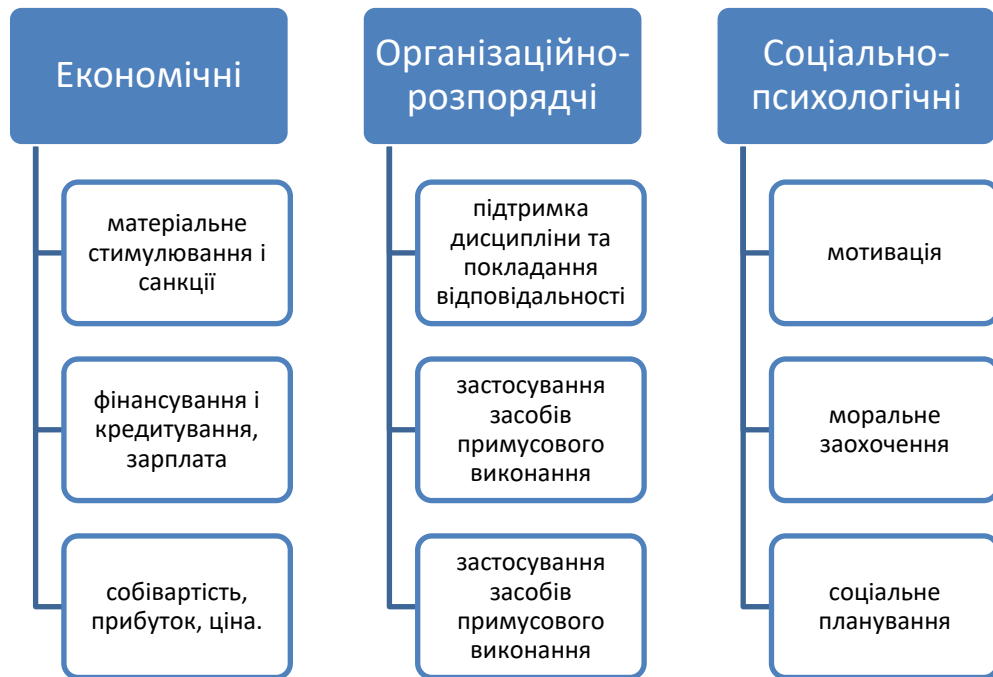 Економічні
матеріальне
стимулювання і
санкції
фінансування і
кредитування,
зарплата
собівартість,
прибуток, ціна.
Організаційно-
розпорядчі
підтримка
дисципліни та
покладання
відповідальності
застосування
засобів
примусового
виконання
застосування
засобів
примусового
виконання
Соціально-
психологічні
мотивація
моральне
заохочення
соціальне
планування